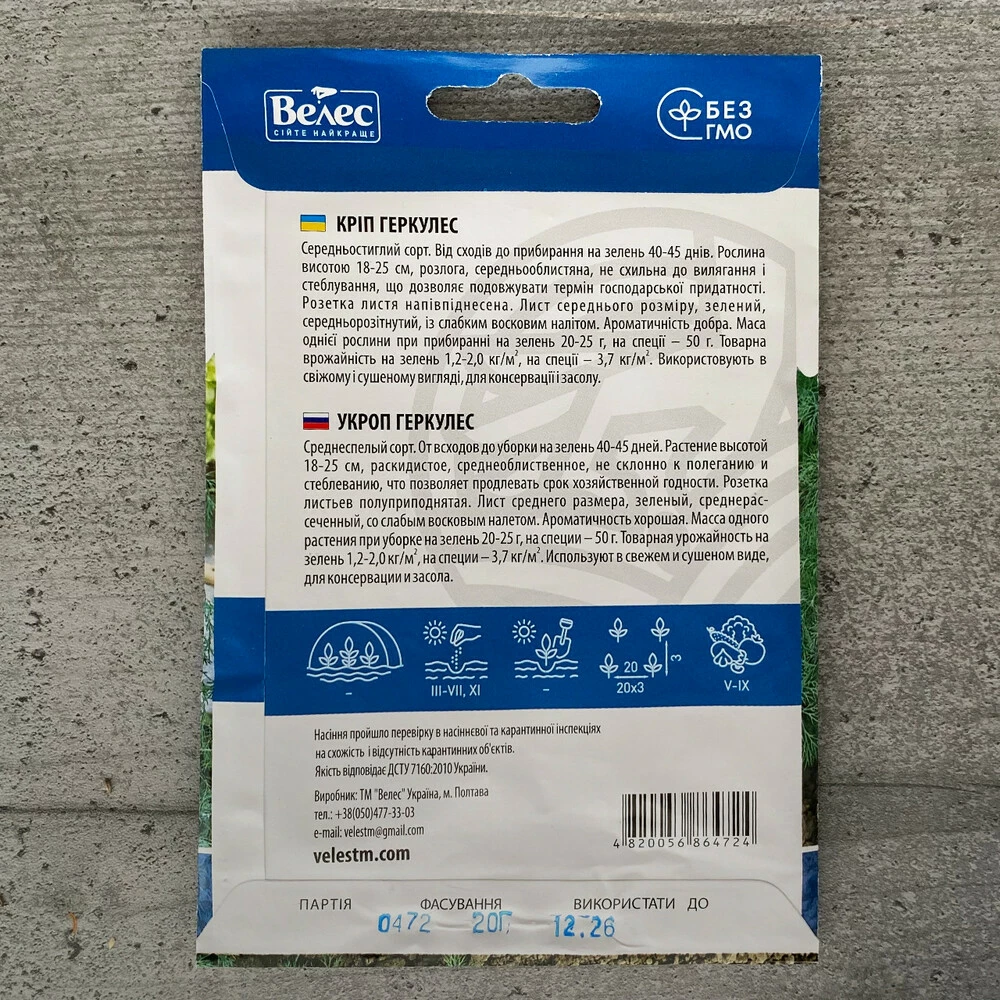 Велес
СІЙТЕ НАЙКРАЩЕ
БЕЗ
ГМО
КРІП ГЕРКУЛЕС
Середньостиглий сорт. Від сходів до прибирання на зелень 40-45 днів. Рослина
висотою 18-25 см, розлога, середньооблистяна, не схильна до вилягання і
стеблування, що дозволяє подовжувати термін господарської придатності.
Розетка листя напівпіднесена. Лист середнього розміру, зелений,
середньорозітнутий, із слабким восковим налітом. Ароматичність добра. Маса
однієї рослини при прибиранні на зелень 20-25 г, на спеції – 50 г. Товарна
врожайність на зелень 1,2-2,0 кг/м², на спеції – 3,7 кг/м². Використовують в
свіжому і сушеному вигляді, для консервації і засолу.
УКРОП ГЕРКУЛЕС
Среднеспелый сорт. От всходов до уборки на зелень 40-45 дней. Растение высотой
18-25 см, раскидистое, среднеоблиственное, не склонно к полеганию и
стеблеванию, что позволяет продлевать срок хозяйственной годности. Розетка
листьев полуприподнятая. Лист среднего размера, зеленый, среднерас-
сеченный, со слабым восковым налетом. Ароматичность хорошая. Масса одного
растения при уборке на зелень 20-25 г, на специи – 50 г. Товарная урожайность на
зелень 1,2-2,0 кг/м², на специи – 3,7 кг/м². Используют в свежем и сушеном виде,
для консервации и засола.
20
3
– III-VII, XI – 20х3 V-IX
Насіння пройшло перевірку в насіннєвої та карантинної інспекціях
на схожість і відсутність карантинних об'єктів.
Якість відповідає ДСТУ 7160:2010 України.
Виробник: ТМ "Велес" Україна, м. Полтава
тел.: +38(050)477-33-03
e-mail: velestm@gmail.com
velestm.com
4 820056 864724
ПАРТІЯ ФАСУВАННЯ ВИКОРИСТАТИ ДО
0472 20Г. 12.26